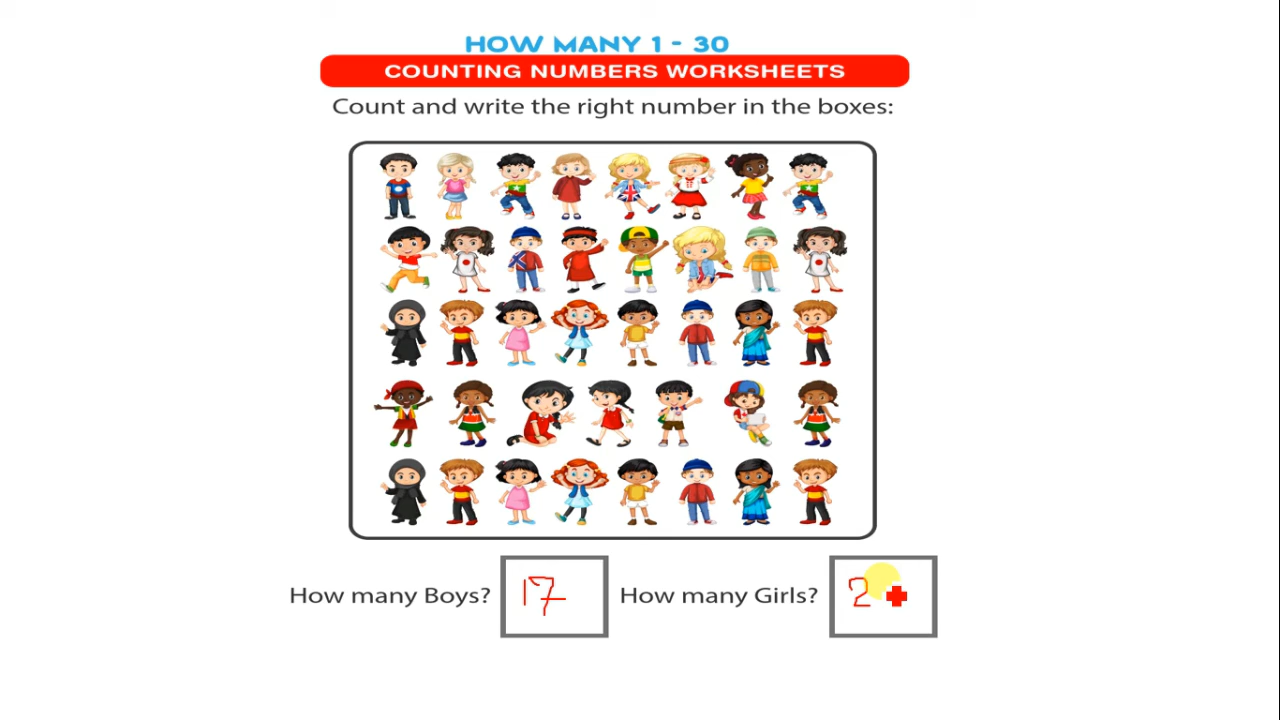 HOW MANY 1 - 30
COUNTING NUMBERS WORKSHEETS
Count and write the right number in the boxes:
How many Boys? 17 How many Girls? 2